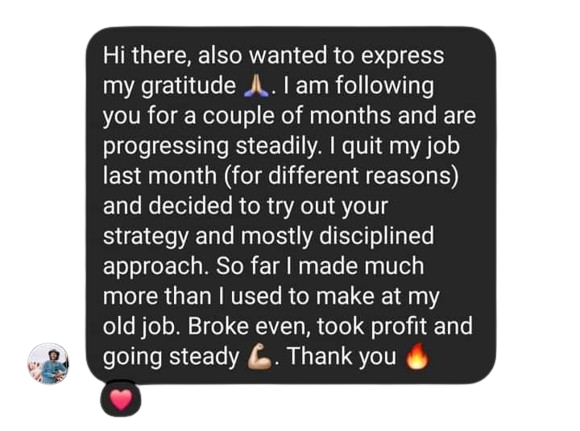 Hi there, also wanted to express
my gratitude 🙏🏼. I am following
you for a couple of months and are
progressing steadily. I quit my job
last month (for different reasons)
and decided to try out your
strategy and mostly disciplined
approach. So far I made much
more than I used to make at my
old job. Broke even, took profit and
going steady 💪🏼. Thank you 🔥